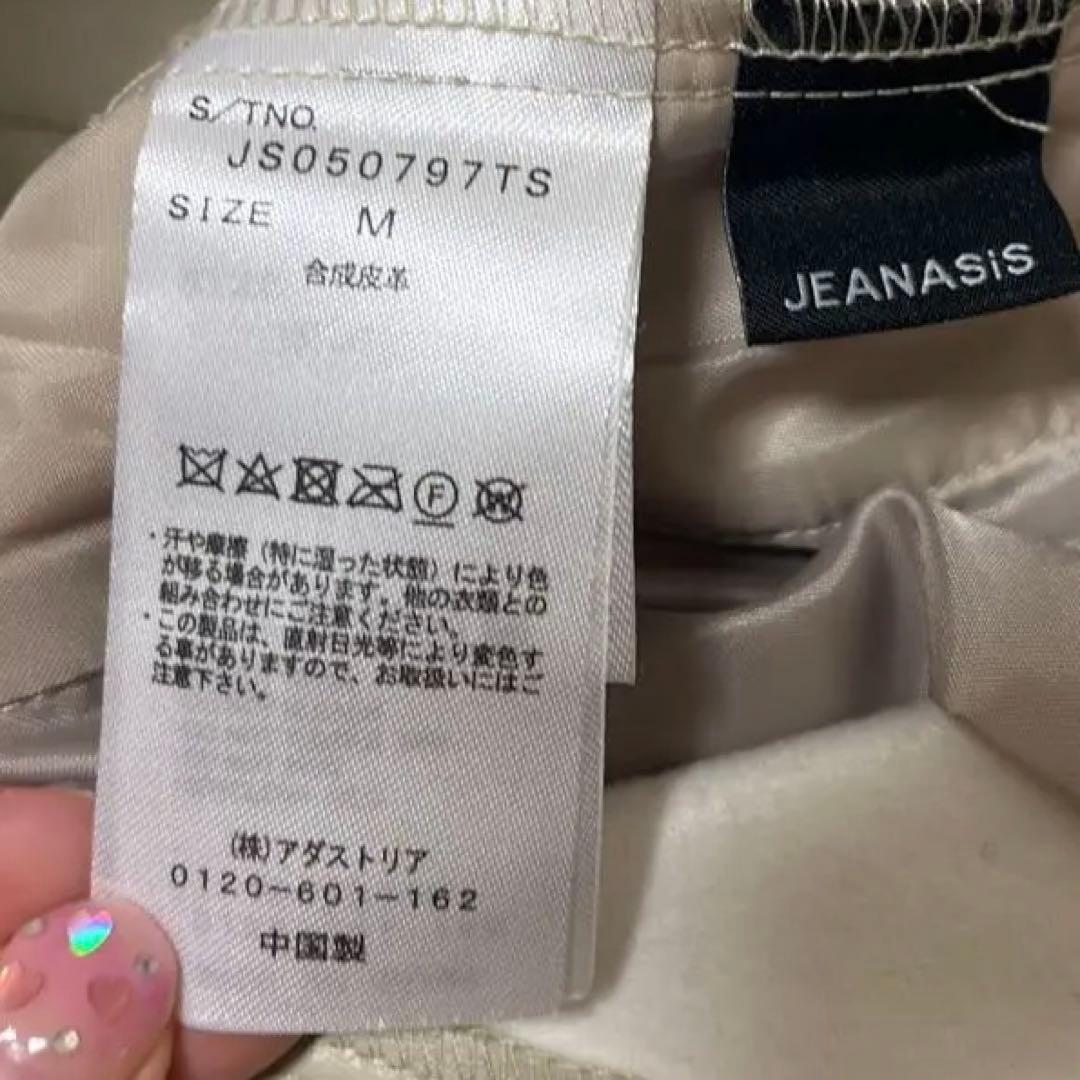 S/TNO.
JS050797TS
SIZE M
合成皮革
JEANASiS
F
W
・汗や摩擦（特に湿った状態）により色
が移る場合があります。他の衣類との
組み合わせにご注意ください。
・この製品は、直射日光等により変色す
る事がありますので、お取扱いにはご
注意下さい。
(株)アダストリア
0120-601-162
中国製